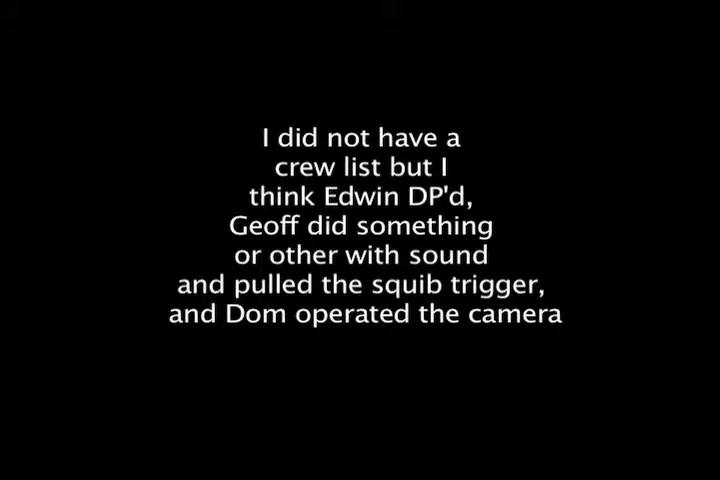 I did not have a
crew list but I
think Edwin DP'd,
Geoff did something
or other with sound
and pulled the squib trigger,
and Dom operated the camera